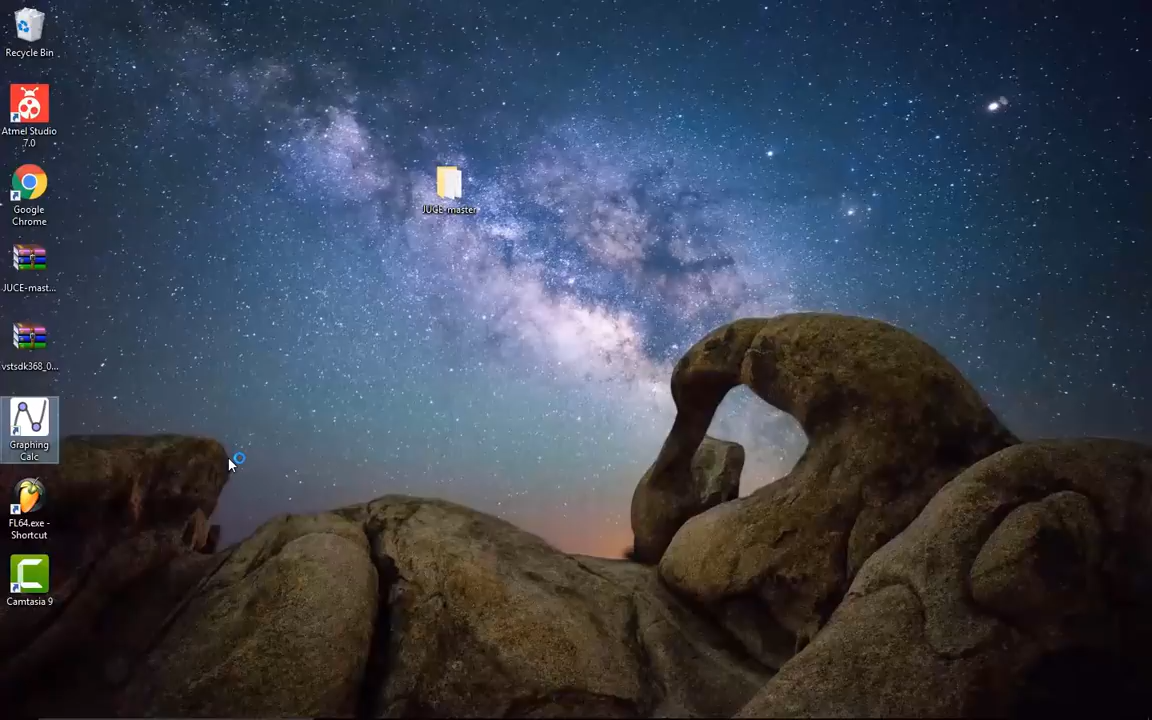 Recycle Bin
Atmel Studio
7.0
Google
Chrome
JUCE-mast...
vstsdk368_0...
Graphing
Calc
FL64.exe -
Shortcut
Camtasia 9
JUCE-master